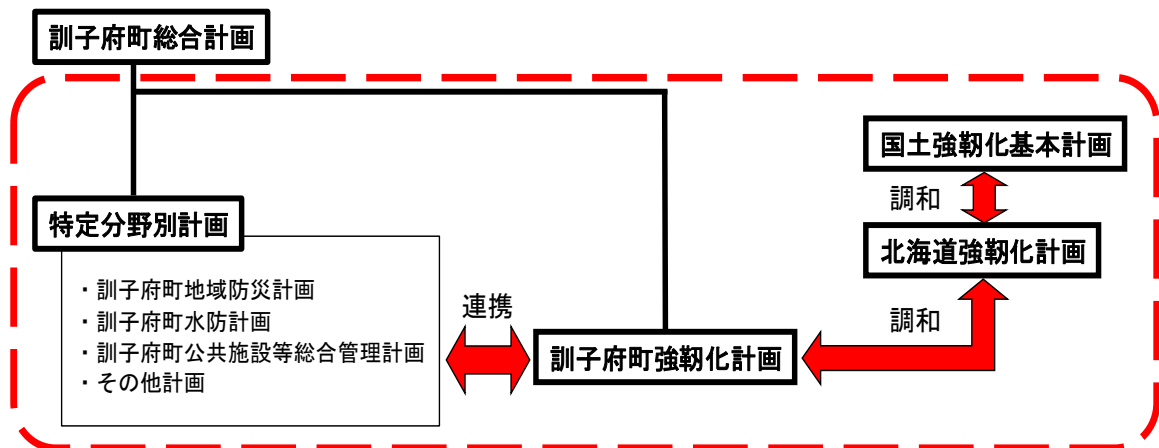 訓子府町総合計画
国土強靭化基本計画
調和
特定分野別計画
北海道強靭化計画
・訓子府町地域防災計画
・訓子府町水防計画
・訓子府町公共施設等総合管理計画
・その他計画
連携
調和
訓子府町強靭化計画